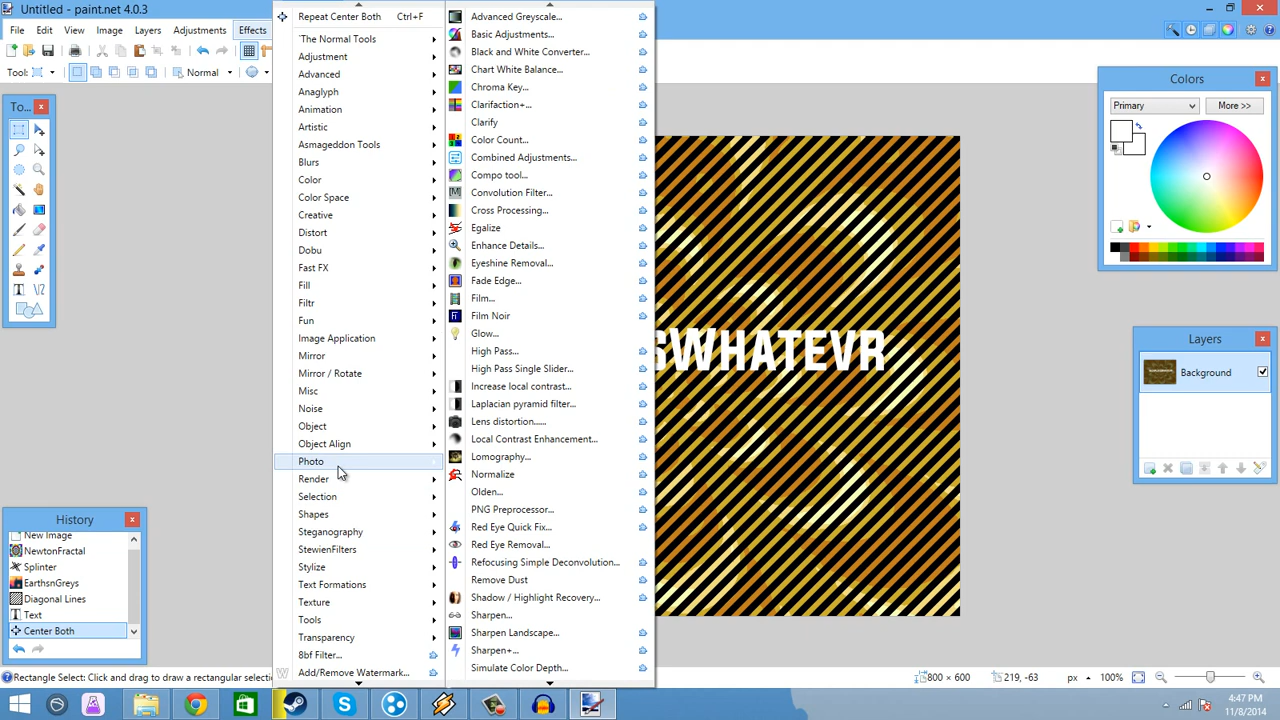 Untitled - paint.net 4.0.3
File Edit View Image Layers Adjustments Effects
Tool: Normal
To...
Repeat Center Both Ctrl+F
`The Normal Tools
Adjustment
Advanced
Anaglyph
Animation
Artistic
Asmageddon Tools
Blurs
Color
Color Space
Creative
Distort
Dobu
Fast FX
Fill
Filtr
Fun
Image Application
Mirror
Mirror / Rotate
Misc
Noise
Object
Object Align
Photo
Render
Selection
Shapes
Steganography
StewienFilters
Stylize
Text Formations
Texture
Tools
Transparency
8bf Filter...
Add/Remove Watermark...
Advanced Greyscale...
Basic Adjustments...
Black and White Converter...
Chart White Balance...
Chroma Key...
Clarifaction+...
Clarify
Color Count...
Combined Adjustments...
Compo tool...
Convolution Filter...
Cross Processing...
Egalize
Enhance Details...
Eyeshine Removal...
Fade Edge...
Film...
Film Noir
Glow...
High Pass...
High Pass Single Slider...
Increase local contrast...
Laplacian pyramid filter...
Lens distortion......
Local Contrast Enhancement...
Lomography...
Normalize
Olden...
PNG Preprocessor...
Red Eye Quick Fix...
Red Eye Removal...
Refocusing Simple Deconvolution...
Remove Dust
Shadow / Highlight Recovery...
Sharpen...
Sharpen Landscape...
Sharpen+...
Simulate Color Depth...
SWHATEVR
Colors
Primary More >>
Layers
Background
History
New Image
NewtonFractal
Splinter
EarthsnGreys
Diagonal Lines
Text
Center Both
Rectangle Select: Click and drag to draw a rectangular selecti
800 × 600 219, -63 px 100%
4:47 PM
11/8/2014